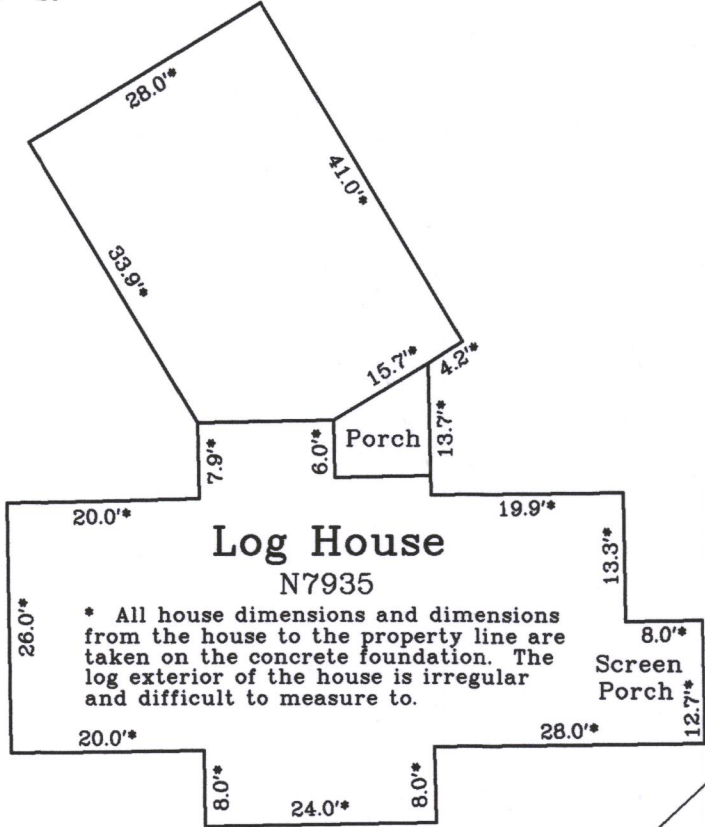 28.0'*
41.0'*
33.9'*
15.7'*
4.2'*
7.9'*
6.0'*
Porch
13.7'*
20.0'*
19.9'*
Log House
N7935
13.3'*
26.0'*
* All house dimensions and dimensions
from the house to the property line are
taken on the concrete foundation. The
log exterior of the house is irregular
and difficult to measure to.
8.0'*
Screen
Porch
12.7'*
20.0'*
28.0'*
8.0'*
24.0'*
8.0'*